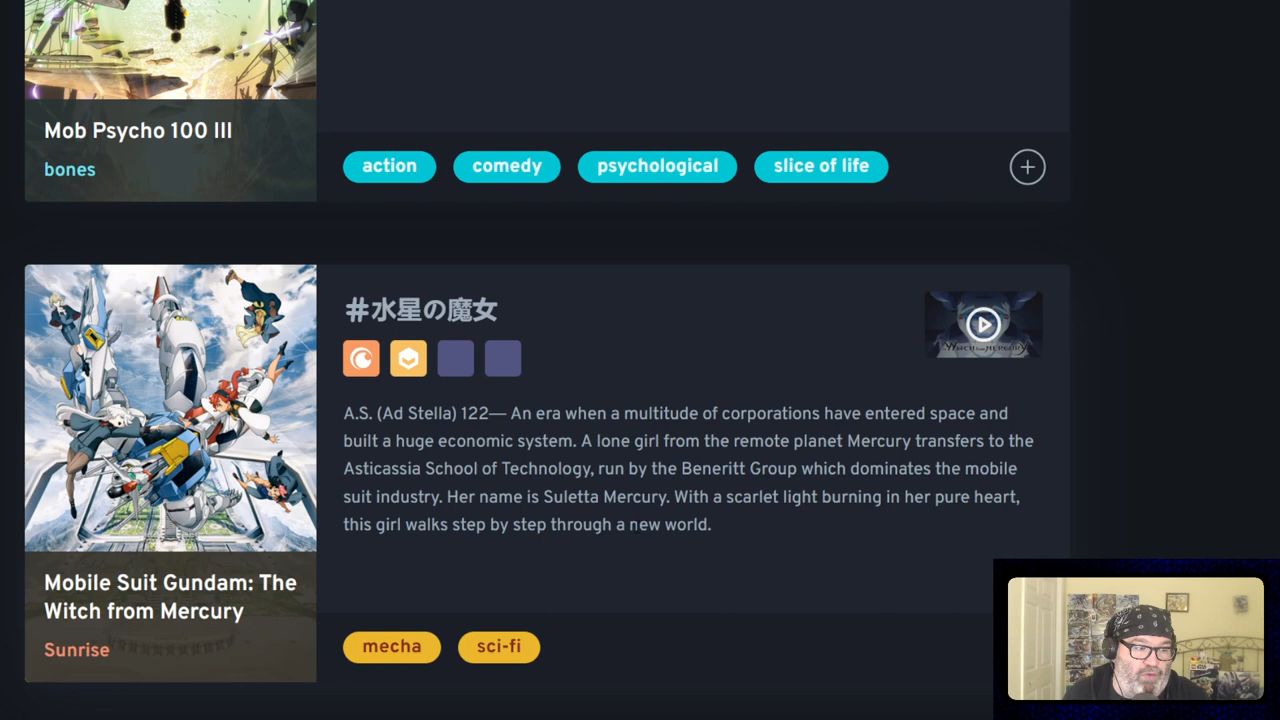 Mob Psycho 100 III
bones
action
comedy
psychological
slice of life
#水星の魔女
A.S. (Ad Stella) 122— An era when a multitude of corporations have entered space and
built a huge economic system. A lone girl from the remote planet Mercury transfers to the
Asticassia School of Technology, run by the Beneritt Group which dominates the mobile
suit industry. Her name is Suletta Mercury. With a scarlet light burning in her pure heart,
this girl walks step by step through a new world.
Mobile Suit Gundam: The
Witch from Mercury
Sunrise
mecha
sci-fi